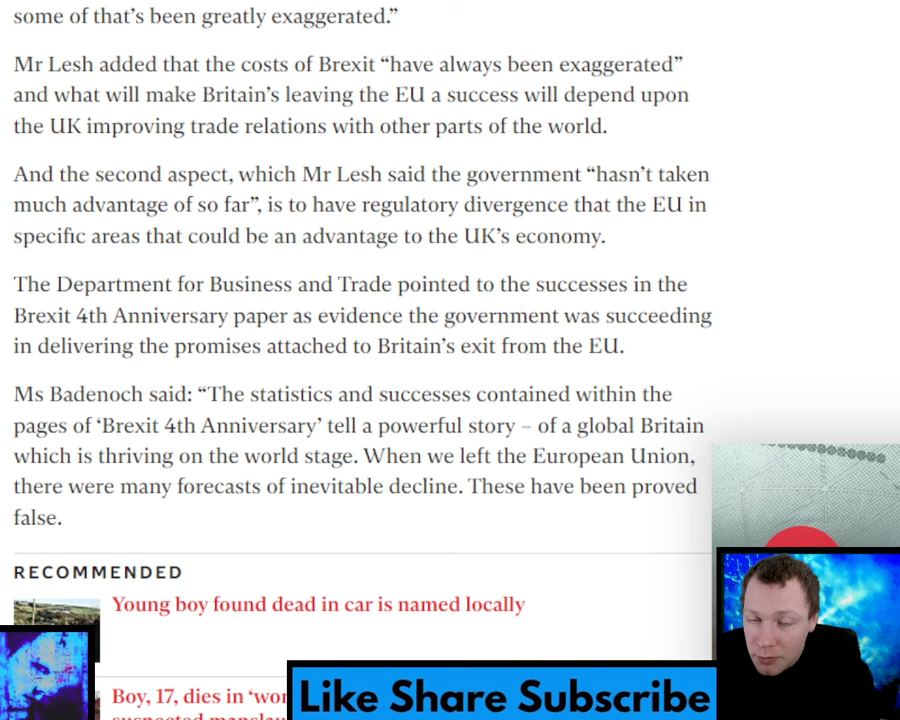 some of that’s been greatly exaggerated.”
Mr Lesh added that the costs of Brexit “have always been exaggerated”
and what will make Britain’s leaving the EU a success will depend upon
the UK improving trade relations with other parts of the world.
And the second aspect, which Mr Lesh said the government “hasn’t taken
much advantage of so far”, is to have regulatory divergence that the EU in
specific areas that could be an advantage to the UK’s economy.
The Department for Business and Trade pointed to the successes in the
Brexit 4th Anniversary paper as evidence the government was succeeding
in delivering the promises attached to Britain’s exit from the EU.
Ms Badenoch said: “The statistics and successes contained within the
pages of ‘Brexit 4th Anniversary’ tell a powerful story – of a global Britain
which is thriving on the world stage. When we left the European Union,
there were many forecasts of inevitable decline. These have been proved
false.
RECOMMENDED
Young boy found dead in car is named locally
Boy, 17, dies in ‘wor
Like Share Subscribe